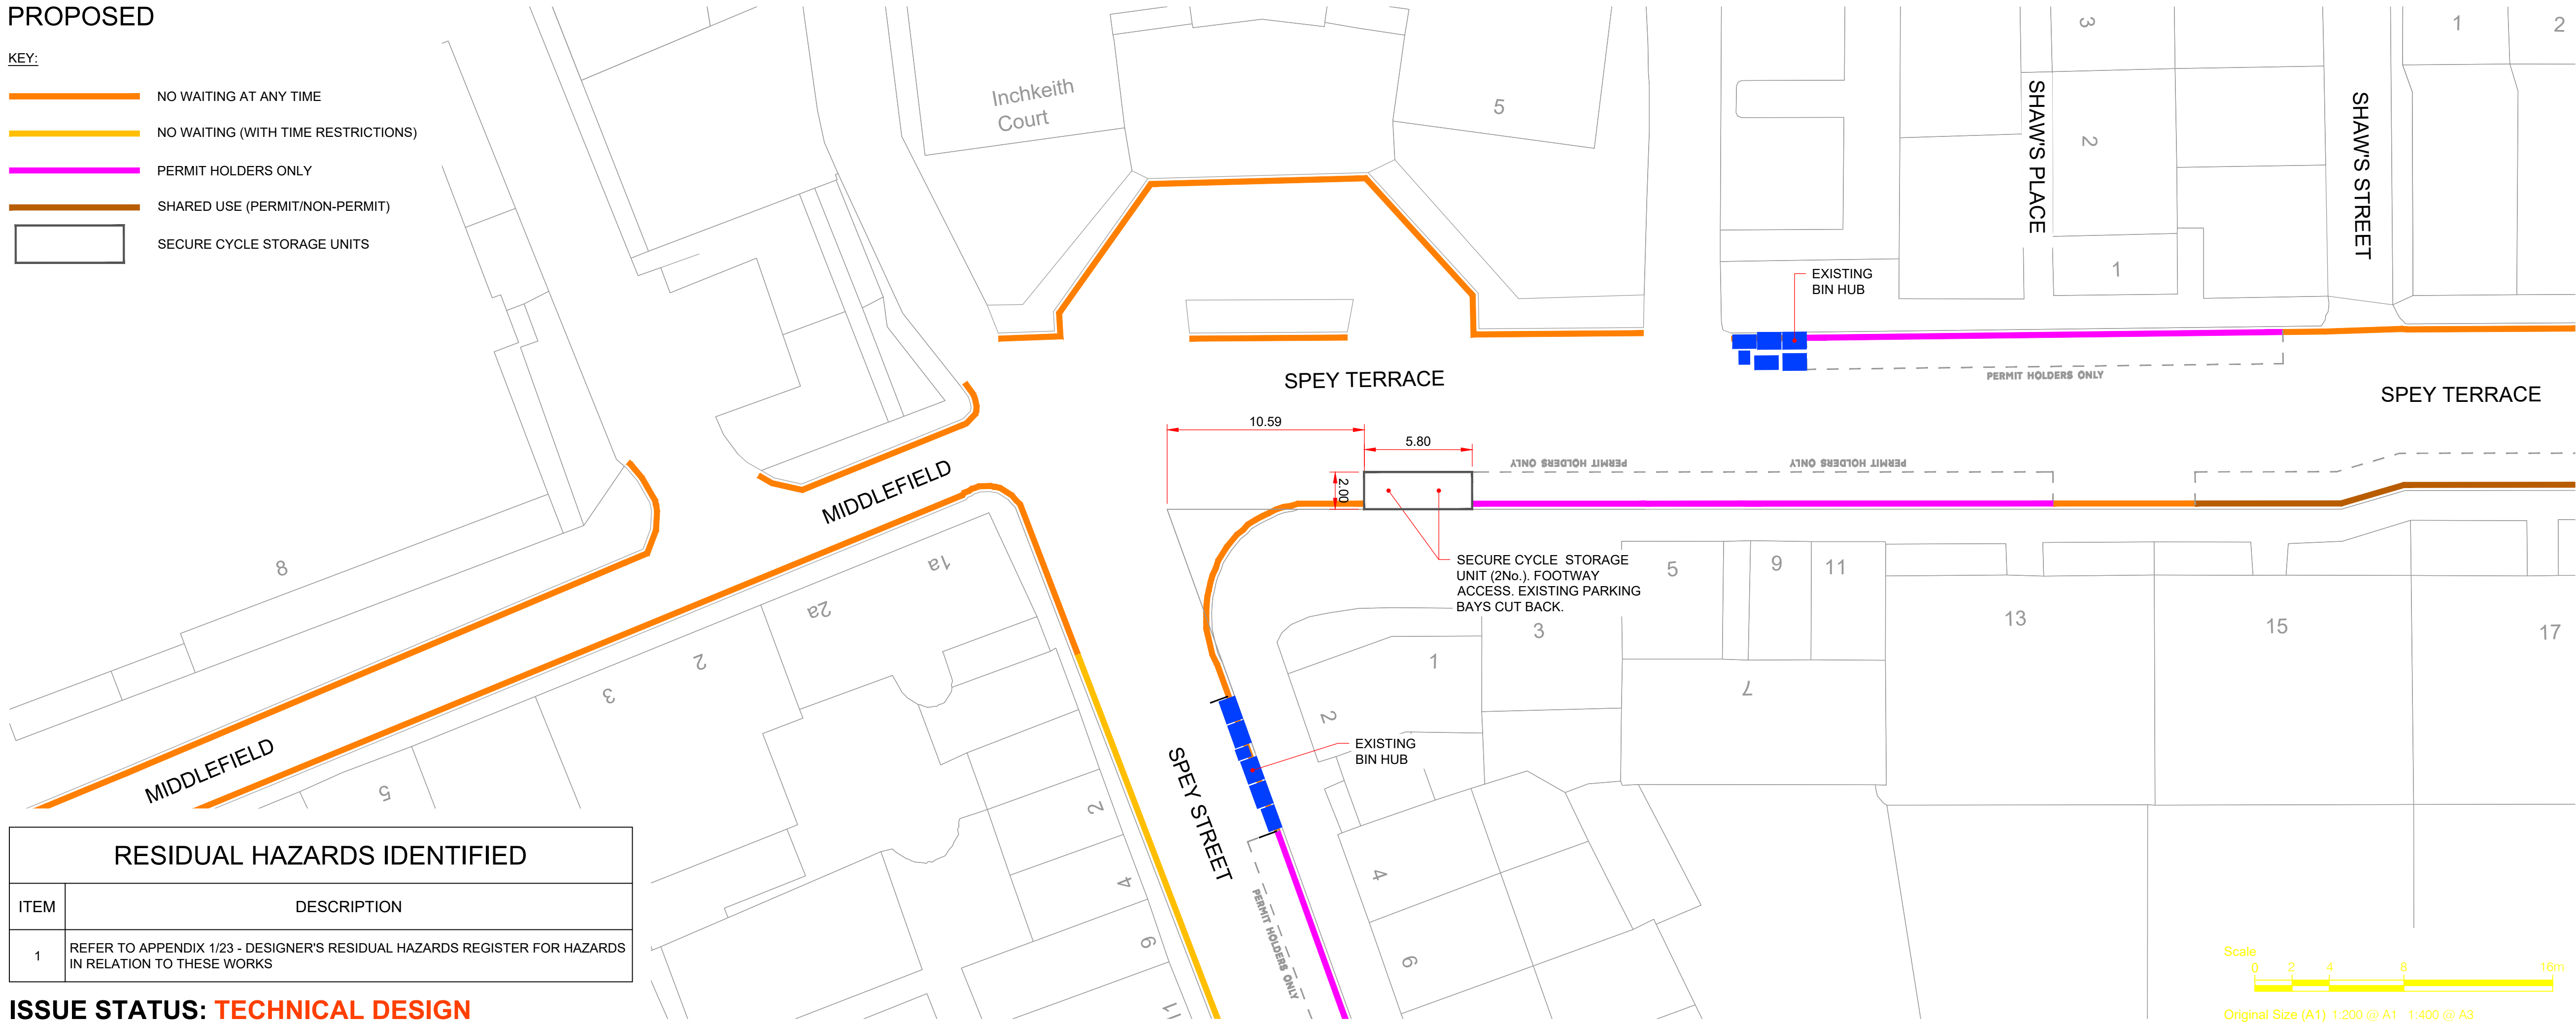 PROPOSED
KEY:
NO WAITING AT ANY TIME
NO WAITING (WITH TIME RESTRICTIONS)
PERMIT HOLDERS ONLY
SHARED USE (PERMIT/NON-PERMIT)
SECURE CYCLE STORAGE UNITS
Inchkeith
Court
5
3
2
1
1
2
SHAW'S PLACE
SHAW'S STREET
EXISTING
BIN HUB
PERMIT HOLDERS ONLY
SPEY TERRACE
SPEY TERRACE
10.59
5.80
2.00
PERMIT HOLDERS ONLY
PERMIT HOLDERS ONLY
MIDDLEFIELD
SECURE CYCLE STORAGE
UNIT (2No.). FOOTWAY
ACCESS. EXISTING PARKING
BAYS CUT BACK.
8
1a
2a
2
3
5
MIDDLEFIELD
5
9
11
13
15
17
3
1
7
2
EXISTING
BIN HUB
SPEY STREET
PERMIT HOLDERS ONLY
2
4
9
11
4
6
RESIDUAL HAZARDS IDENTIFIED
ITEM
DESCRIPTION
1
REFER TO APPENDIX 1/23 - DESIGNER'S RESIDUAL HAZARDS REGISTER FOR HAZARDS
IN RELATION TO THESE WORKS
ISSUE STATUS: TECHNICAL DESIGN
Scale
0 2 4 8 16m
Original Size (A1) 1:200 @ A1 1:400 @ A3